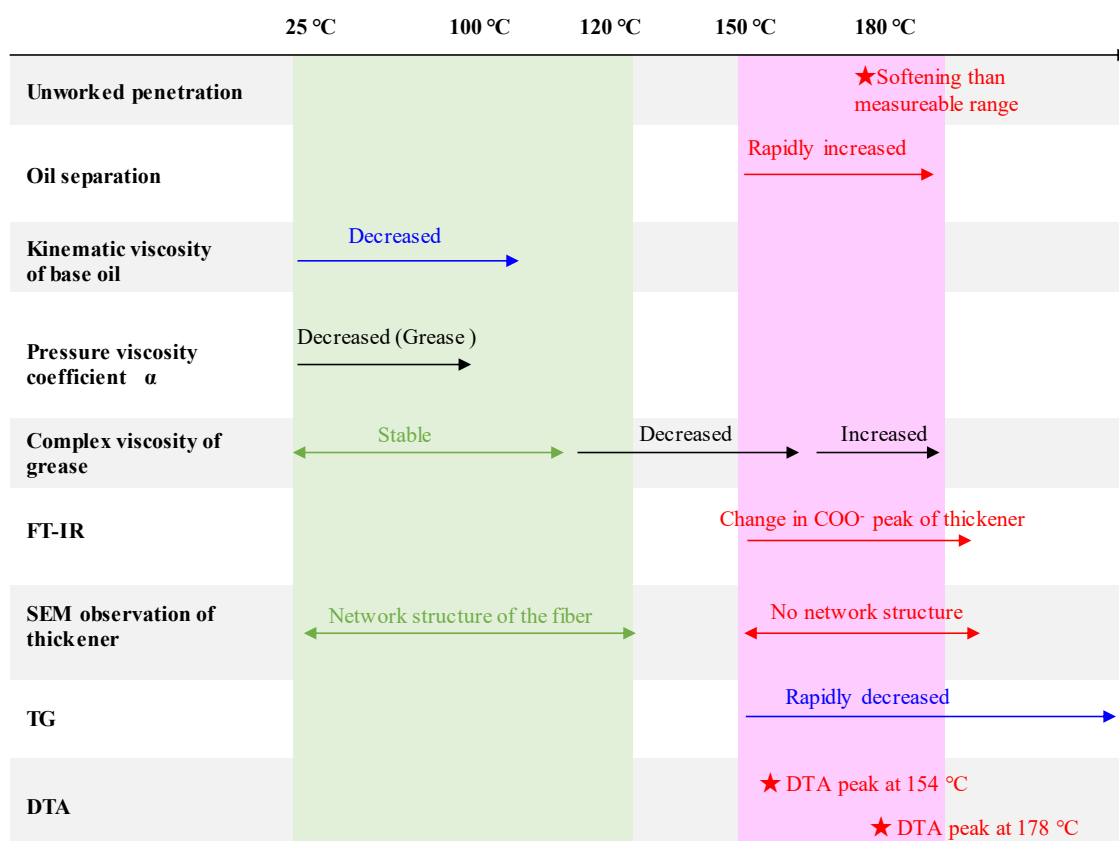 25 ℃ 100 ℃ 120 ℃ 150 ℃ 180 ℃
Unworked penetration
★Softening than
measureable range
Oil separation
Rapidly increased
Kinematic viscosity
of base oil
Decreased
Pressure viscosity
coefficient α
Decreased (Grease )
Complex viscosity of
grease
Stable
Decreased
Increased
FT-IR
Change in COO⁻ peak of thickener
SEM observation of
thickener
Network structure of the fiber
No network structure
TG
Rapidly decreased
DTA
★ DTA peak at 154 ℃
★ DTA peak at 178 ℃